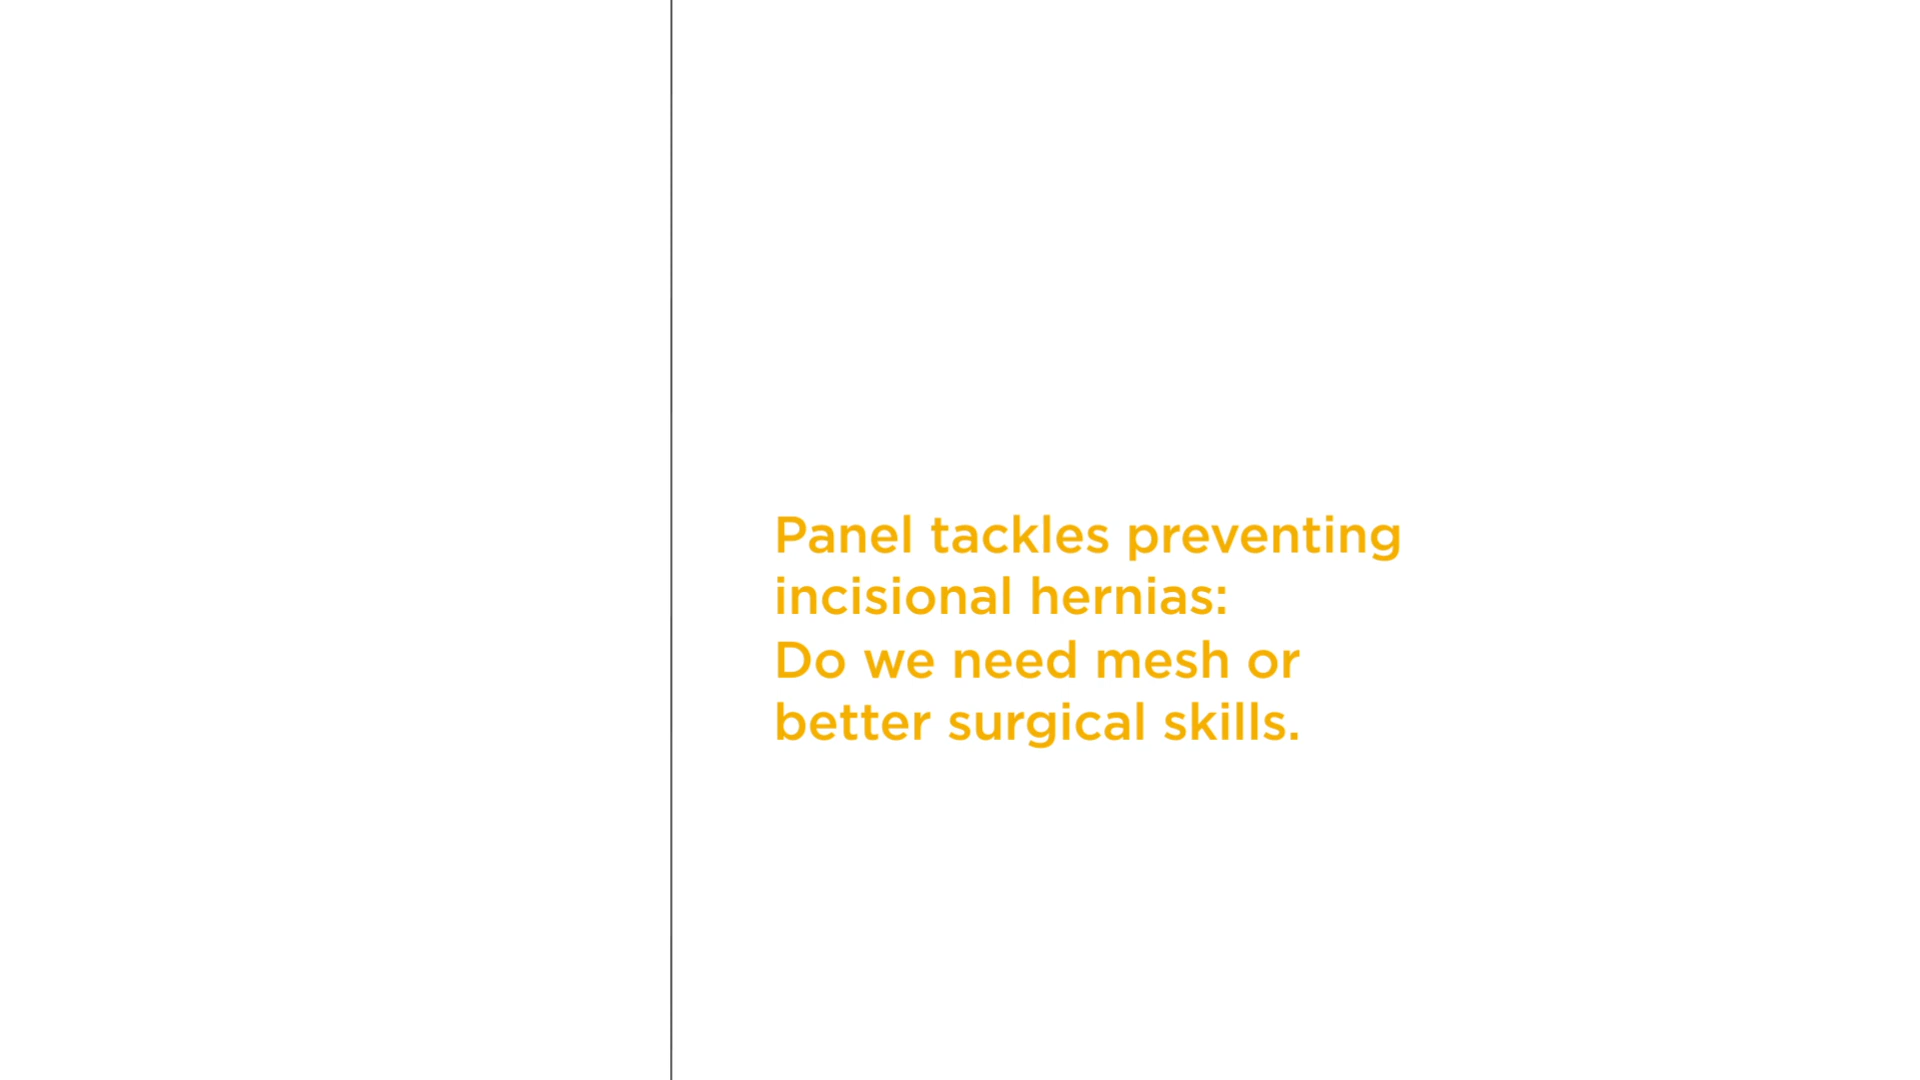 Panel tackles preventing
incisional hernias:
Do we need mesh or
better surgical skills.